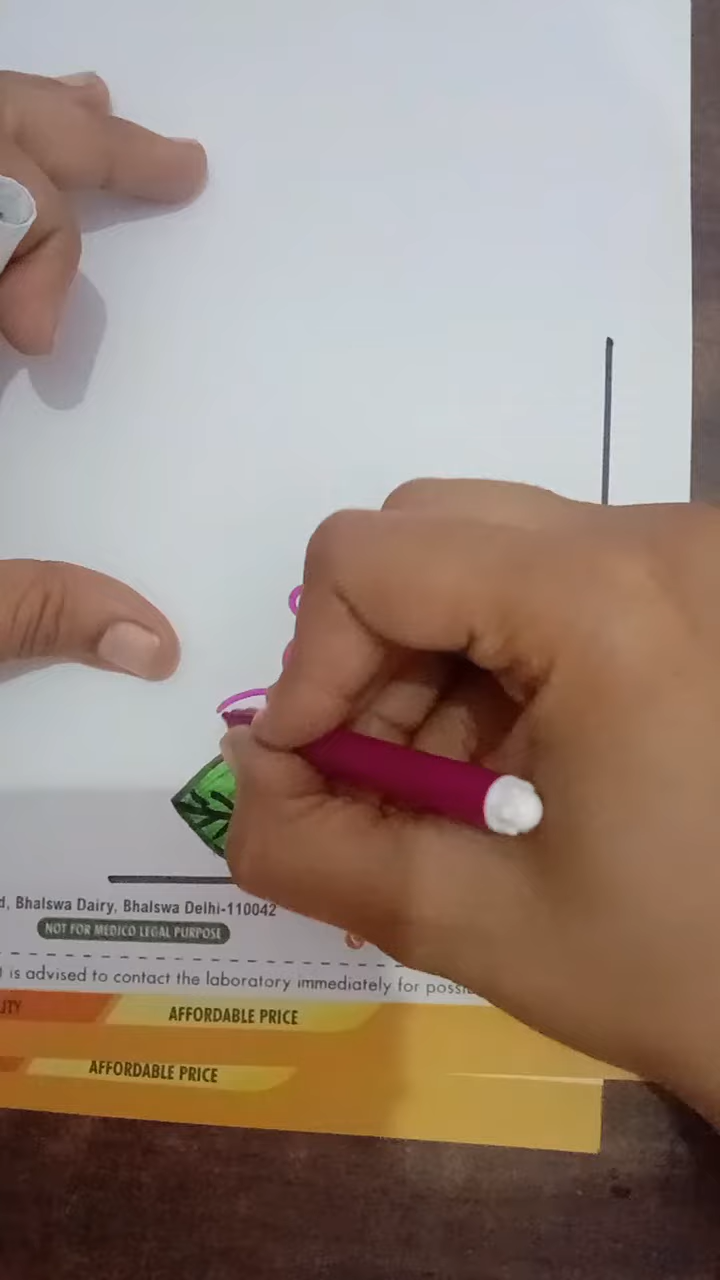 d, Bhalswa Dairy, Bhalswa Delhi-110042
NOT FOR MEDICO LEGAL PURPOSE
is advised to contact the laboratory immediately for
AFFORDABLE PRICE
AFFORDABLE PRICE